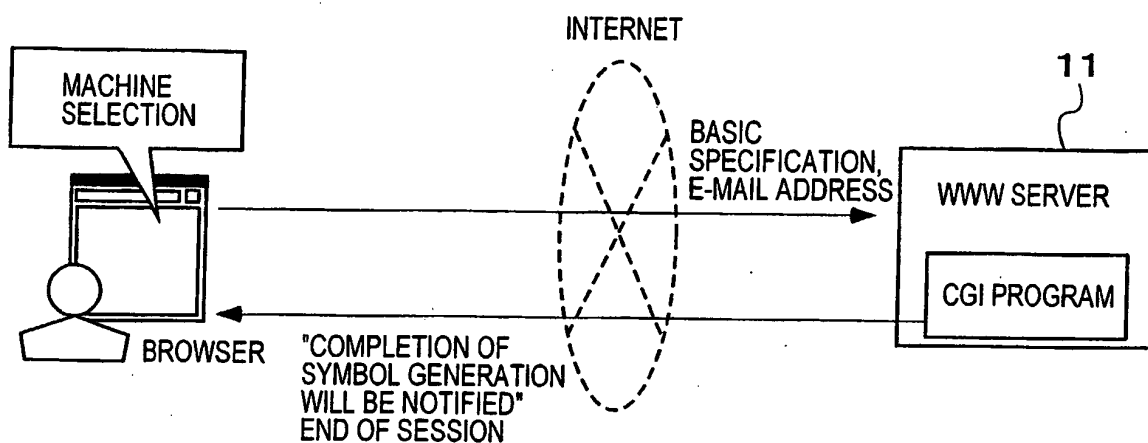 INTERNET
11
MACHINE
SELECTION
BASIC
SPECIFICATION,
E-MAIL ADDRESS
WWW SERVER
CGI PROGRAM
BROWSER
"COMPLETION OF
SYMBOL GENERATION
WILL BE NOTIFIED"
END OF SESSION